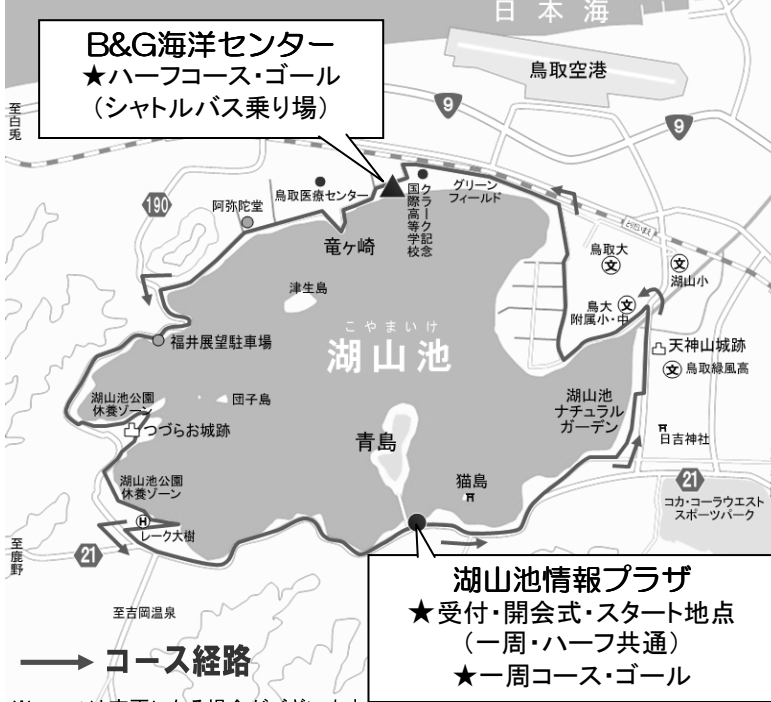 日本海
B&G海洋センター
★ハーフコース・ゴール
(シャトルバス乗り場)
鳥取空港
至白兎
9
9
190
阿弥陀堂
鳥取医療センター
クラーク記念
国際高等学校
グリーン
フィールド
竜ヶ崎
鳥取大
文
文
湖山小
津生島
鳥大
附属小・中
文
こやまいけ
湖山池
福井展望駐車場
天神山城跡
文
鳥取緑風高
湖山池公園
休養ゾーン
団子島
湖山池
ナチュラル
ガーデン
つづらお城跡
青島
日吉神社
湖山池公園
休養ゾーン
猫島
21
コカ・コーラウエスト
スポーツパーク
H
レーク大樹
至鹿野
21
湖山池情報プラザ
★受付・開会式・スタート地点
(一周・ハーフ共通)
★一周コース・ゴール
至吉岡温泉
コース経路